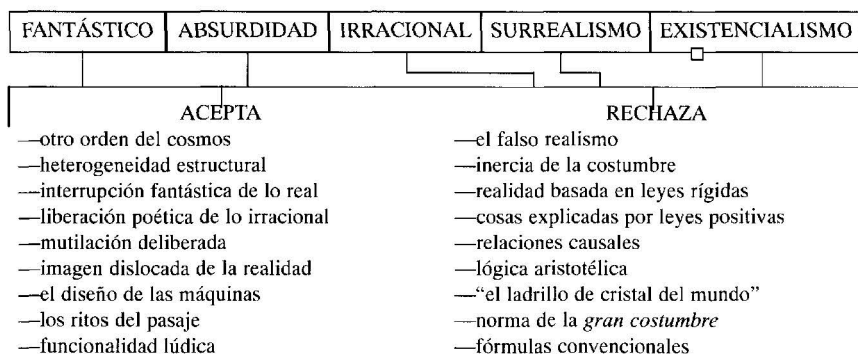 FANTÁSTICO ABSURDIDAD IRRACIONAL SURREALISMO EXISTENCIALISMO
ACEPTA
—otro orden del cosmos
—heterogeneidad estructural
—interrupción fantástica de lo real
—liberación poética de lo irracional
—mutilación deliberada
—imagen dislocada de la realidad
—el diseño de las máquinas
—los ritos del pasaje
—funcionalidad lúdica
RECHAZA
—el falso realismo
—inercia de la costumbre
—realidad basada en leyes rígidas
—cosas explicadas por leyes positivas
—relaciones causales
—lógica aristotélica
—“el ladrillo de cristal del mundo”
—norma de la gran costumbre
—fórmulas convencionales